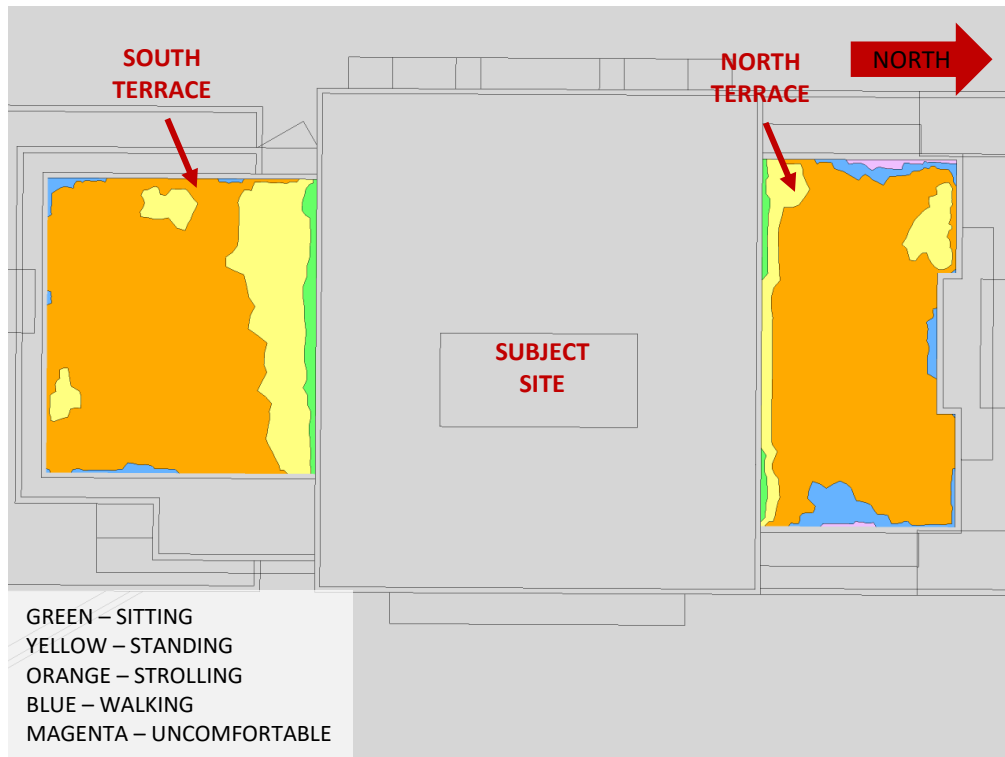 SOUTH
TERRACE
NORTH
TERRACE
NORTH
SUBJECT
SITE
GREEN – SITTING
YELLOW – STANDING
ORANGE – STROLLING
BLUE – WALKING
MAGENTA – UNCOMFORTABLE